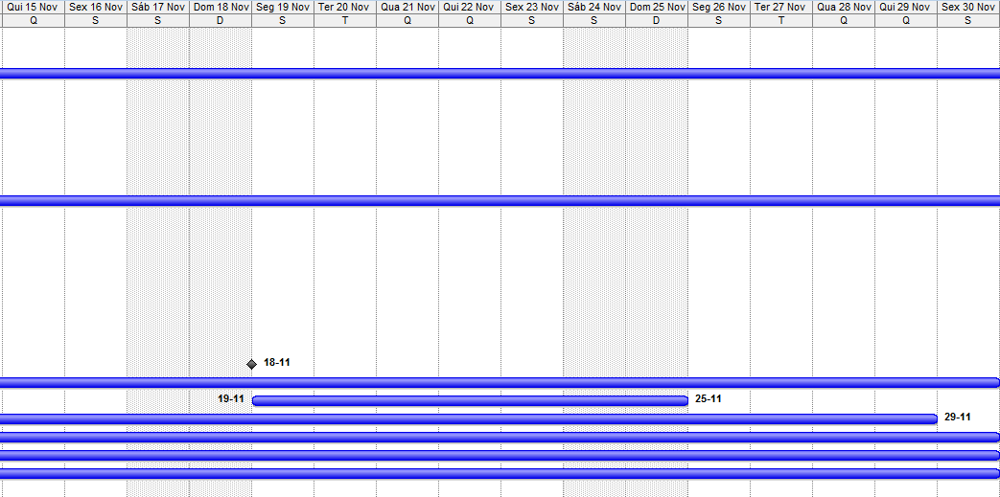 Qui 15 Nov Sex 16 Nov Sáb 17 Nov Dom 18 Nov Seg 19 Nov Ter 20 Nov Qua 21 Nov Qui 22 Nov Sex 23 Nov Sáb 24 Nov Dom 25 Nov Seg 26 Nov Ter 27 Nov Qua 28 Nov Qui 29 Nov Sex 30 Nov
Q S S D S T Q Q S S D S T Q Q S
18-11
19-11 25-11
29-11